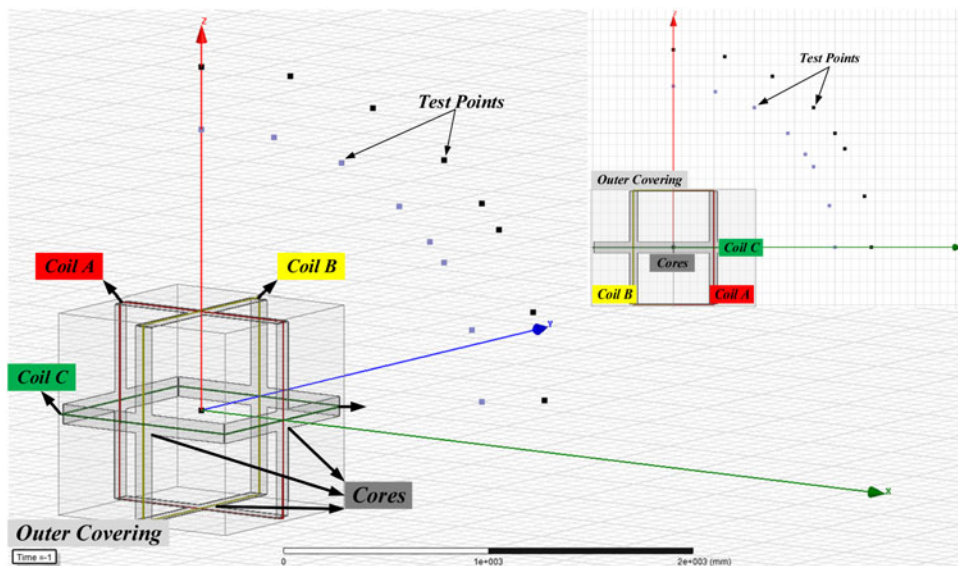 Z
Test Points
Coil A
Coil B
Coil C
Y
X
Cores
Outer Covering
Time =-1
0
1e+003
2e+003 (mm)
Z
Test Points
Outer Covering
Coil C
Cores
Coil B
Coil A